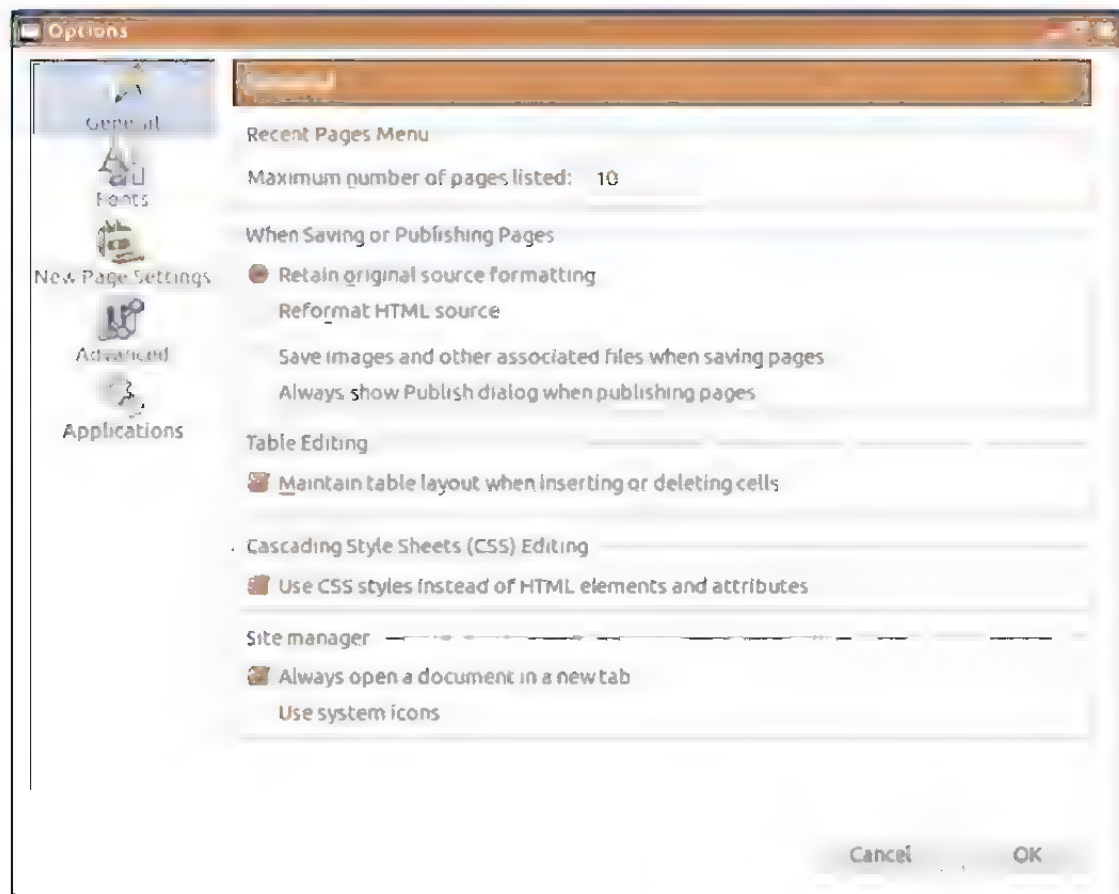 Options
General
Fonts
New Page Settings
Advanced
Applications
General
Recent Pages Menu
Maximum number of pages listed: 10
When Saving or Publishing Pages
Retain original source formatting
Reformat HTML source
Save images and other associated files when saving pages
Always show Publish dialog when publishing pages
Table Editing
Maintain table layout when inserting or deleting cells
Cascading Style Sheets (CSS) Editing
Use CSS styles instead of HTML elements and attributes
Site manager
Always open a document in a new tab
Use system icons
Cancel OK